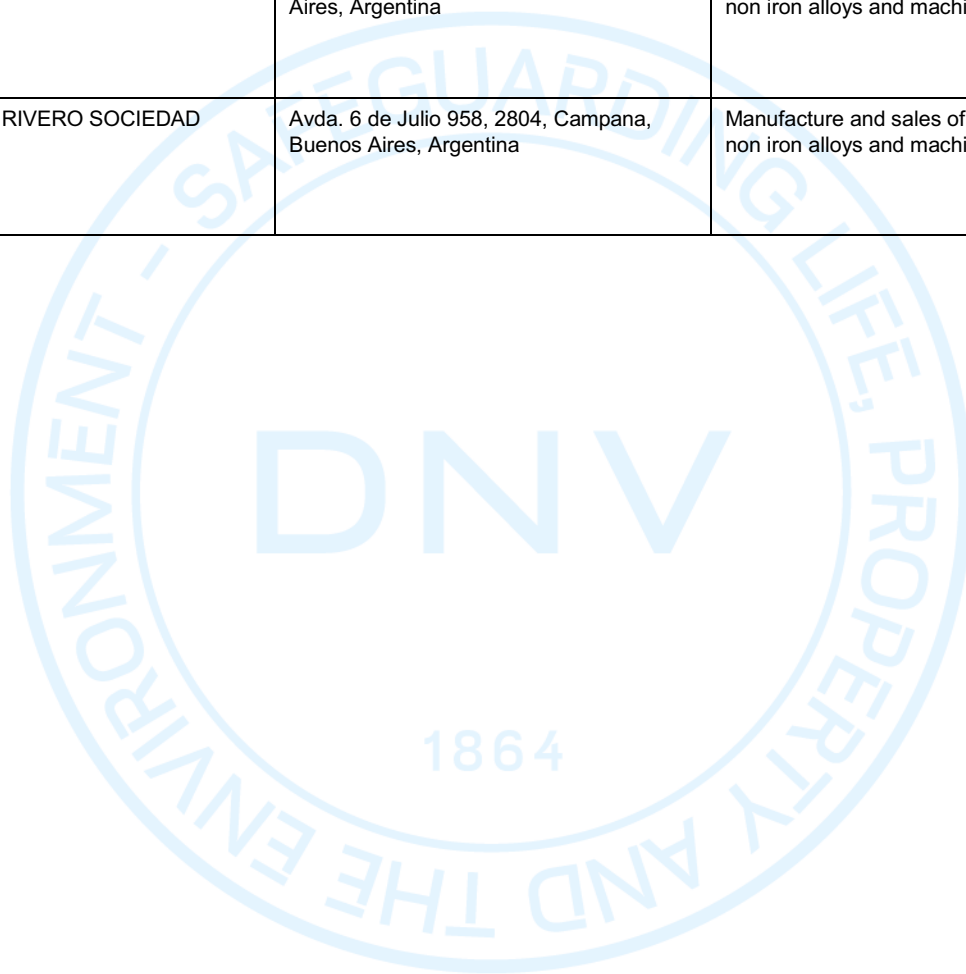 Aires, Argentina
non iron alloys and machi
RIVERO SOCIEDAD
Avda. 6 de Julio 958, 2804, Campana,
Buenos Aires, Argentina
Manufacture and sales of
non iron alloys and machi
SAFEGUARDING LIFE, PROPERTY AND THE ENVIRONMENT -
DNV
1864